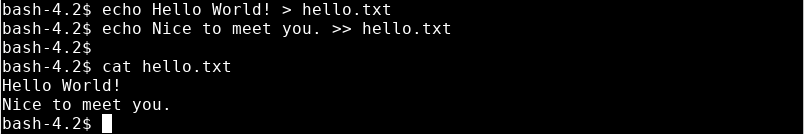 bash-4.2$ echo Hello World! > hello.txt
bash-4.2$ echo Nice to meet you. >> hello.txt
bash-4.2$
bash-4.2$ cat hello.txt
Hello World!
Nice to meet you.
bash-4.2$